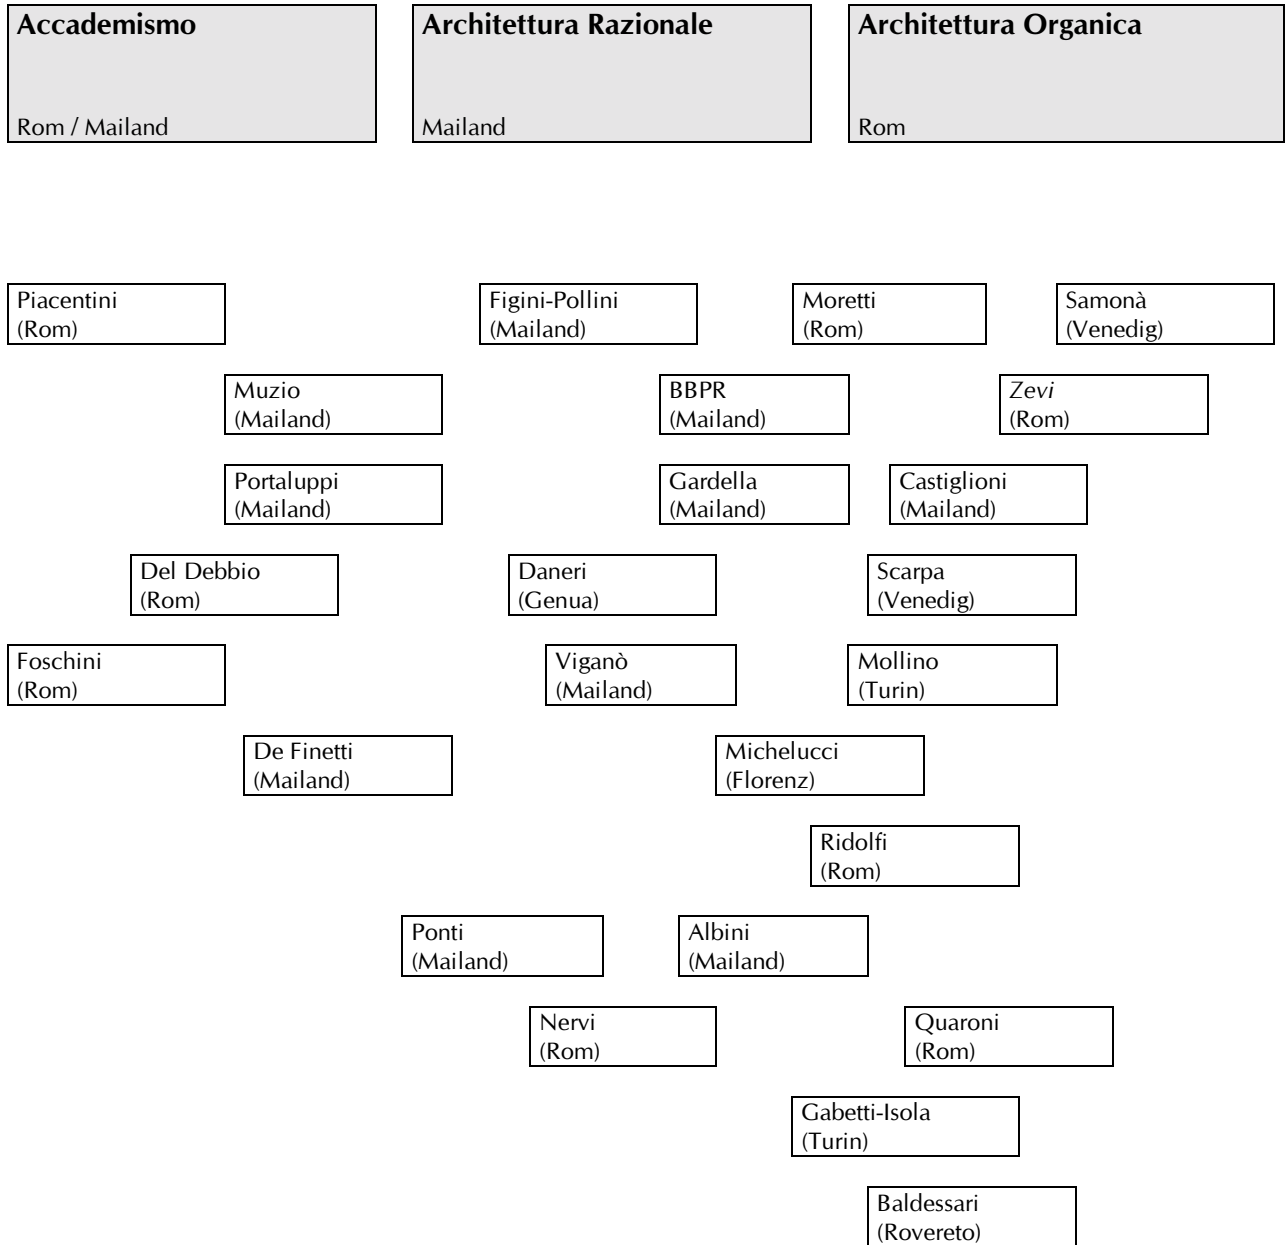 Accademismo
Rom / Mailand
Architettura Razionale
Mailand
Architettura Organica
Rom
Piacentini
(Rom)
Figini-Pollini
(Mailand)
Moretti
(Rom)
Samonà
(Venedig)
Muzio
(Mailand)
BBPR
(Mailand)
Zevi
(Rom)
Portaluppi
(Mailand)
Gardella
(Mailand)
Castiglioni
(Mailand)
Del Debbio
(Rom)
Daneri
(Genua)
Scarpa
(Venedig)
Foschini
(Rom)
Viganò
(Mailand)
Mollino
(Turin)
De Finetti
(Mailand)
Michelucci
(Florenz)
Ridolfi
(Rom)
Ponti
(Mailand)
Albini
(Mailand)
Nervi
(Rom)
Quaroni
(Rom)
Gabetti-Isola
(Turin)
Baldessari
(Rovereto)